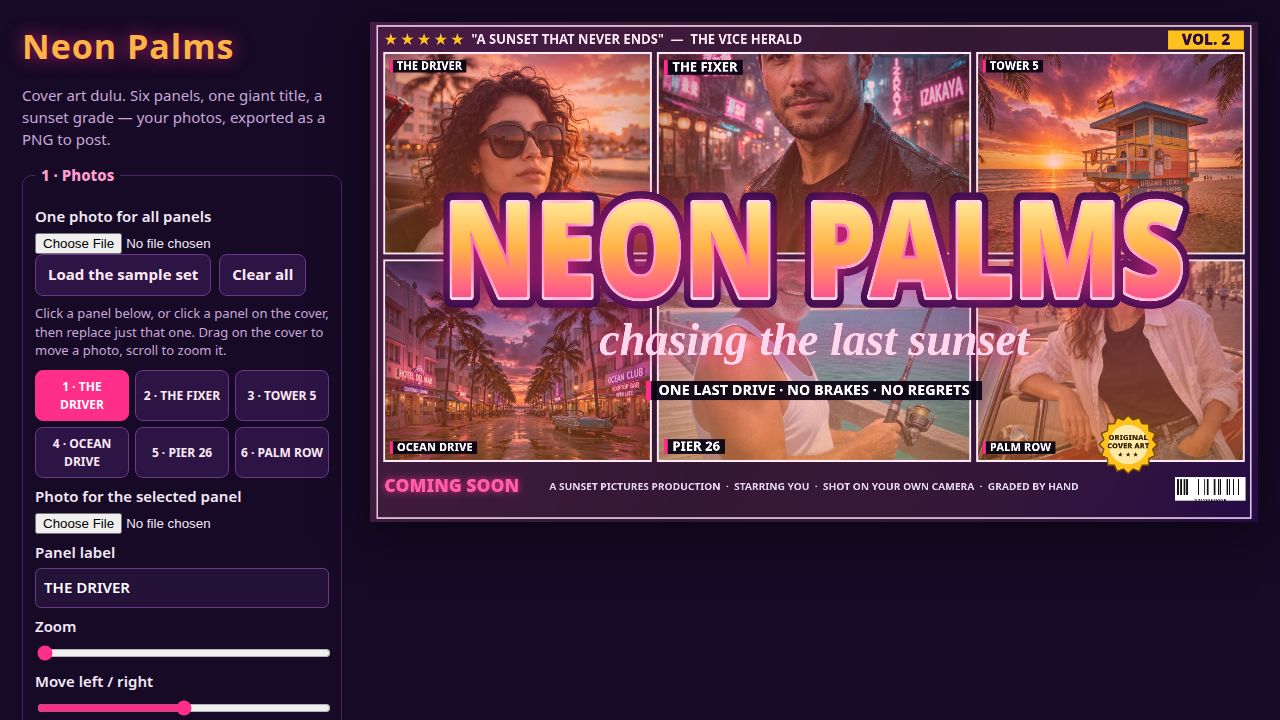 Neon Palms
Cover art dulu. Six panels, one giant title, a
sunset grade — your photos, exported as a
PNG to post.
1 · Photos
One photo for all panels
Choose File No file chosen
Load the sample set
Clear all
Click a panel below, or click a panel on the cover,
then replace just that one. Drag on the cover to
move a photo, scroll to zoom it.
1 · THE
DRIVER
2 · THE FIXER
3 · TOWER 5
4 · OCEAN
DRIVE
5 · PIER 26
6 · PALM ROW
Photo for the selected panel
Choose File No file chosen
Panel label
THE DRIVER
Zoom
Move left / right
★★★★★ "A SUNSET THAT NEVER ENDS" — THE VICE HERALD
VOL. 2
THE DRIVER
THE FIXER
IZAKAYA
TOWER 5
NEON PALMS
chasing the last sunset
ONE LAST DRIVE · NO BRAKES · NO REGRETS
HOTEL DEL MAR
OCEAN CLUB
ROOFTOP BAR
OCEAN DRIVE
PIER 26
PALM ROW
ORIGINAL
COVER ART
★ ★ ★
COMING SOON
A SUNSET PICTURES PRODUCTION · STARRING YOU · SHOT ON YOUR OWN CAMERA · GRADED BY HAND